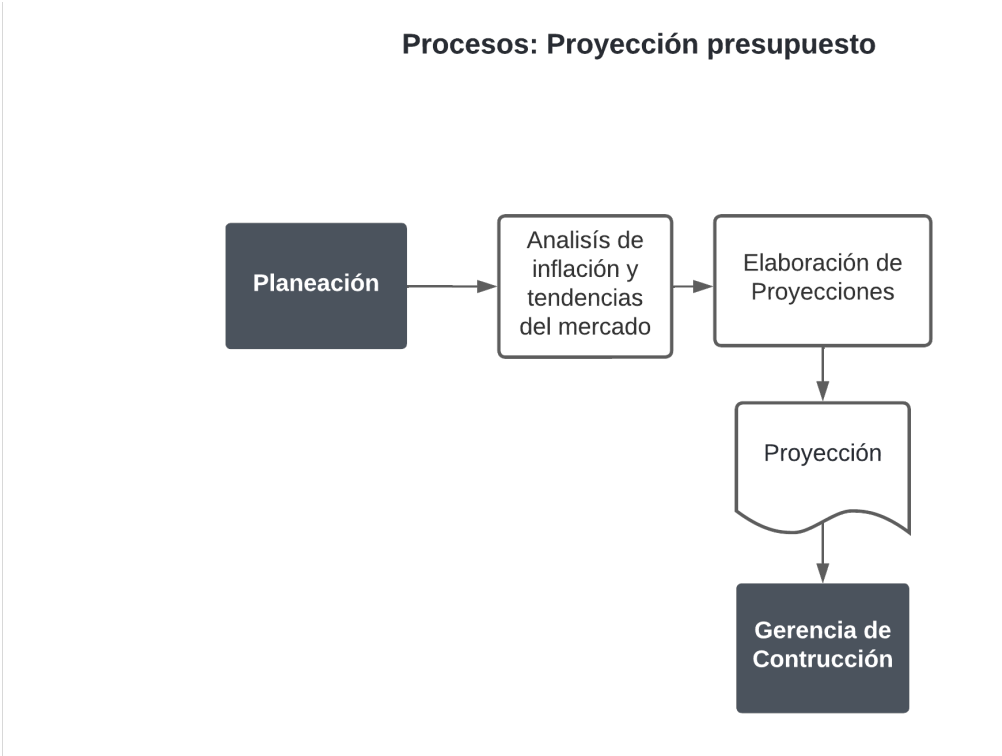 Procesos: Proyección presupuesto
Planeación
Analisís de
inflación y
tendencias
del mercado
Elaboración de
Proyecciones
Proyección
Gerencia de
Contrucción